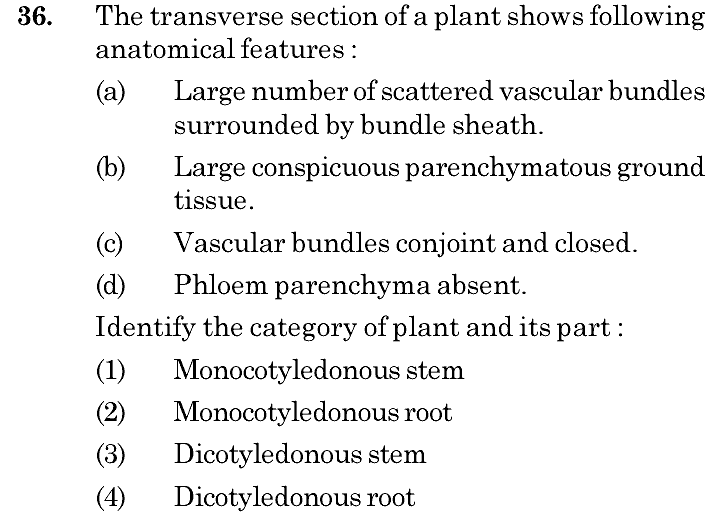 36. The transverse section of a plant shows following
anatomical features :
(a) Large number of scattered vascular bundles
surrounded by bundle sheath.
(b) Large conspicuous parenchymatous ground
tissue.
(c) Vascular bundles conjoint and closed.
(d) Phloem parenchyma absent.
Identify the category of plant and its part :
(1) Monocotyledonous stem
(2) Monocotyledonous root
(3) Dicotyledonous stem
(4) Dicotyledonous root